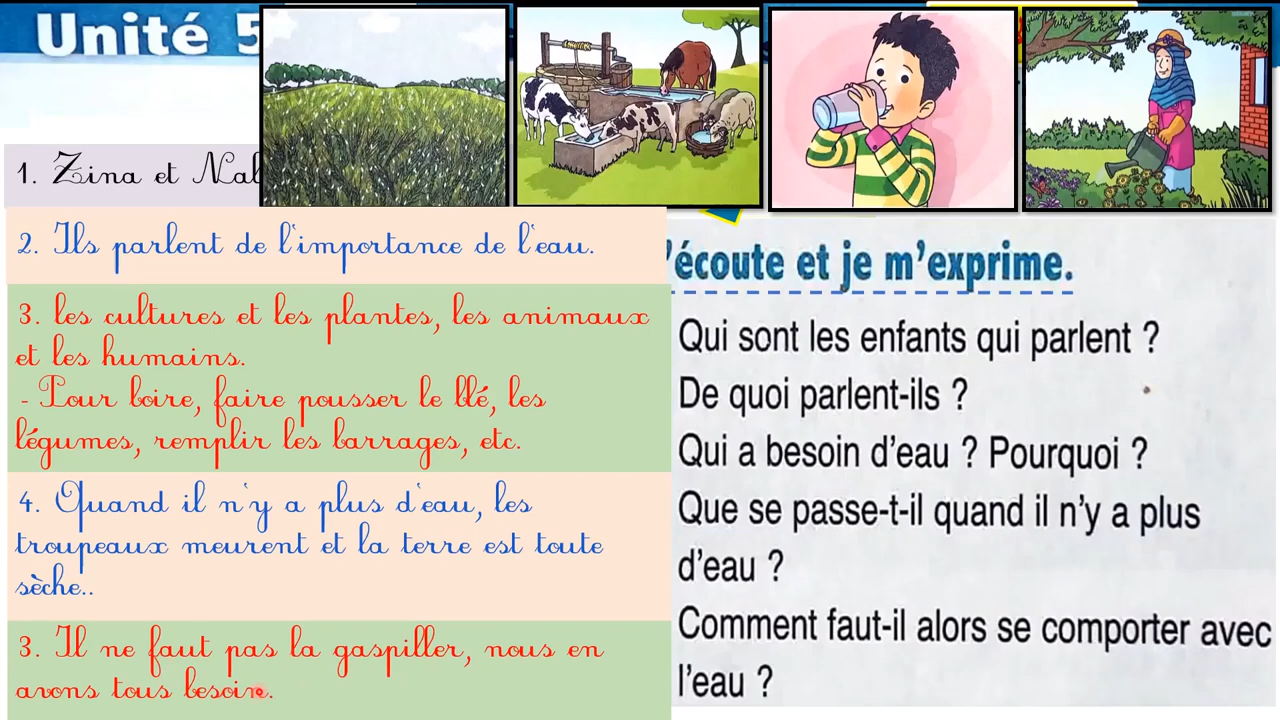 Unité 5
1. Zina et Nab
2. Ils parlent de l'importance de l'eau.
3. les cultures et les plantes, les animaux
et les humains.
- Pour boire, faire pousser le blé, les
légumes, remplir les barrages, etc.
4. Quand il n'y a plus d'eau, les
troupeaux meurent et la terre est toute
sèche..
3. Il ne faut pas la gaspiller, nous en
avons tous besoin.
'écoute et je m'exprime.
Qui sont les enfants qui parlent ?
De quoi parlent-ils ?
Qui a besoin d'eau ? Pourquoi ?
Que se passe-t-il quand il n'y a plus
d'eau ?
Comment faut-il alors se comporter avec
l'eau ?